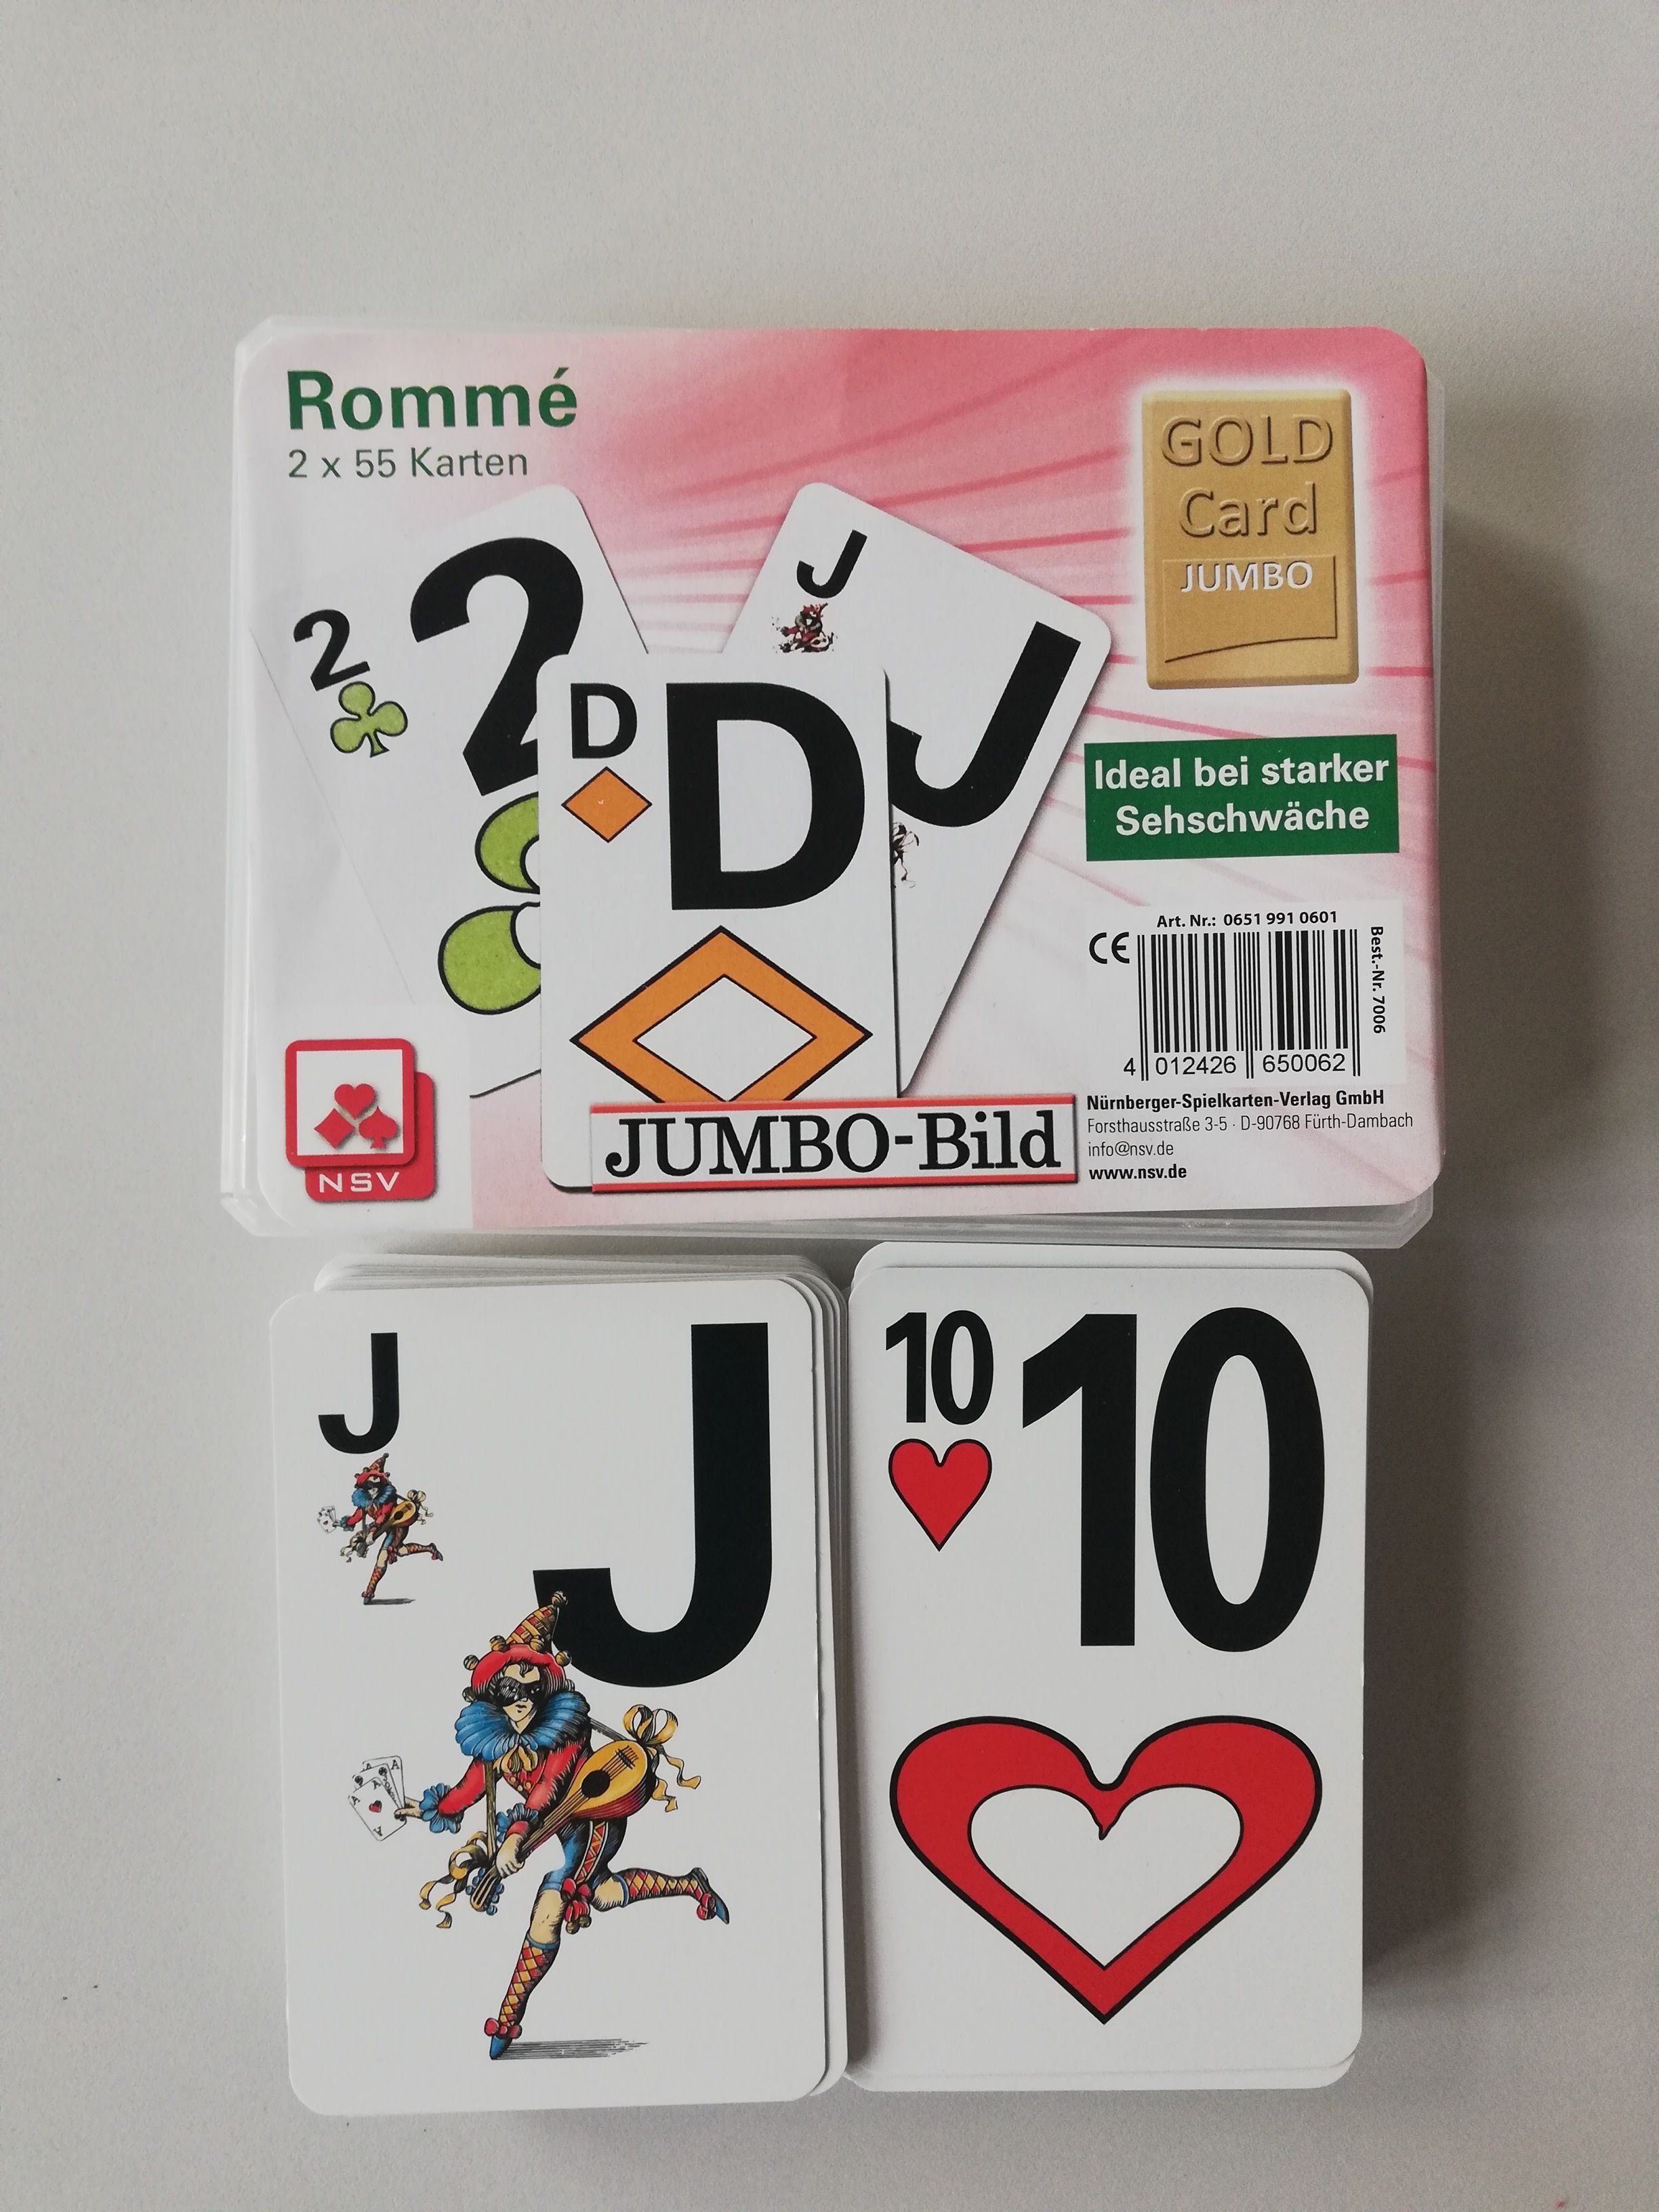 Rommé
2 x 55 Karten
GOLD
Card
JUMBO
2
2
J
J
D
D
Ideal bei starker
Sehschwäche
Art. Nr.: 0651 991 0601
CE
Best.-Nr. 7006
4 012426 650062
NSV
JUMBO-Bild
Nürnberger-Spielkarten-Verlag GmbH
Forsthausstraße 3-5 · D-90768 Fürth-Dambach
info@nsv.de
www.nsv.de
J
J
A
A
A
A
A
10
10